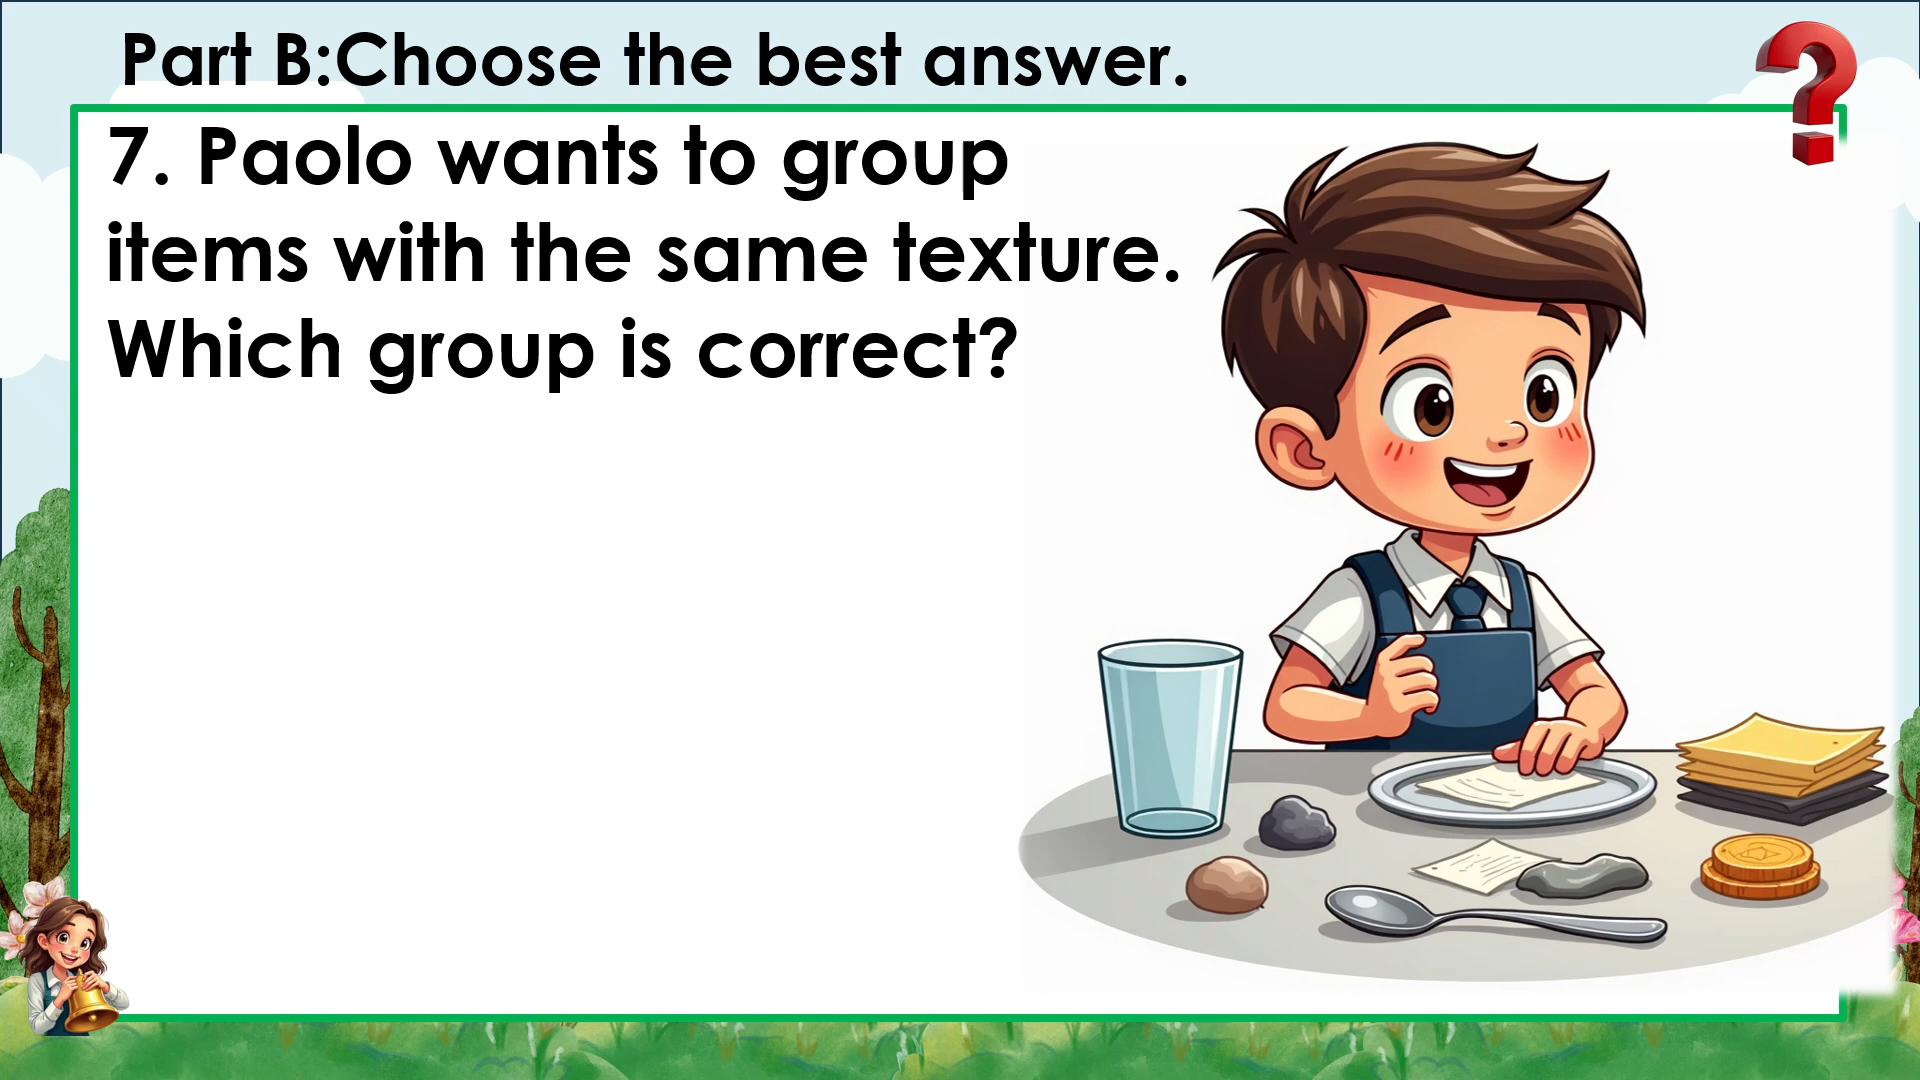 Part B:Choose the best answer.
7. Paolo wants to group
items with the same texture.
Which group is correct?